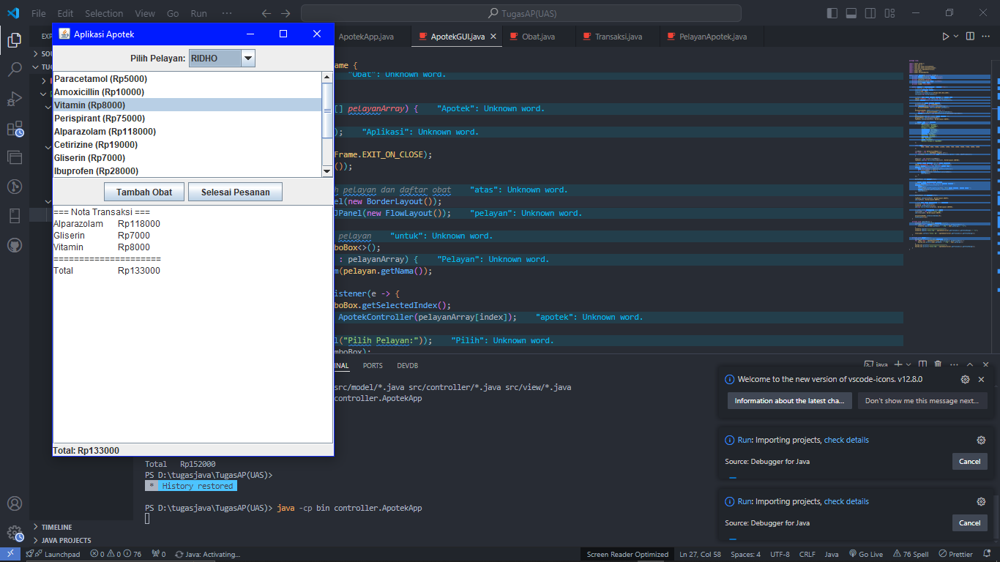 File Edit Selection View Go Run ··· TugasAP(UAS)
Aplikasi Apotek
Pilih Pelayan: RIDHO
Paracetamol (Rp5000)
Amoxicillin (Rp10000)
Vitamin (Rp8000)
Perispirant (Rp75000)
Alparazolam (Rp118000)
Cetirizine (Rp19000)
Gliserin (Rp7000)
Ibuprofen (Rp28000)
Tambah Obat Selesai Pesanan
=== Nota Transaksi ===
Alparazolam Rp118000
Gliserin Rp7000
Vitamin Rp8000
=====================
Total Rp133000
Total: Rp133000
EXP
SOU
TUG
ApotekApp.java ApotekGUI.java Obat.java Transaksi.java PelayanApotek.java
ame {
"Obat": Unknown word.
[] pelayanArray) { "Apotek": Unknown word.
); "Aplikasi": Unknown word.
Frame.EXIT_ON_CLOSE);
());
h pelayan dan daftar obat "atas": Unknown word.
el(new BorderLayout());
JPanel(new FlowLayout()); "pelayan": Unknown word.
pelayan "untuk": Unknown word.
boBox<>();
: pelayanArray) { "Pelayan": Unknown word.
m(pelayan.getNama());
istener(e -> {
boBox.getSelectedIndex();
ApotekController(pelayanArray[index]); "apotek": Unknown word.
l("Pilih Pelayan:")); "Pilih": Unknown word.
mboBox);
INAL PORTS DEVDB java
src/model/*.java src/controller/*.java src/view/*.java
controller.ApotekApp
Total Rp152000
PS D:\tugasjava\TugasAP(UAS)>
* History restored
PS D:\tugasjava\TugasAP(UAS)> java -cp bin controller.ApotekApp
Welcome to the new version of vscode-icons. v12.8.0
Information about the latest cha... Don't show me this message next...
Run: Importing projects, check details
Source: Debugger for Java Cancel
Run: Importing projects, check details
Source: Debugger for Java Cancel
TIMELINE
JAVA PROJECTS
Launchpad 0 0 76 0 Java: Activating... Screen Reader Optimized Ln 27, Col 58 Spaces: 4 UTF-8 CRLF Java Go Live 76 Spell Prettier